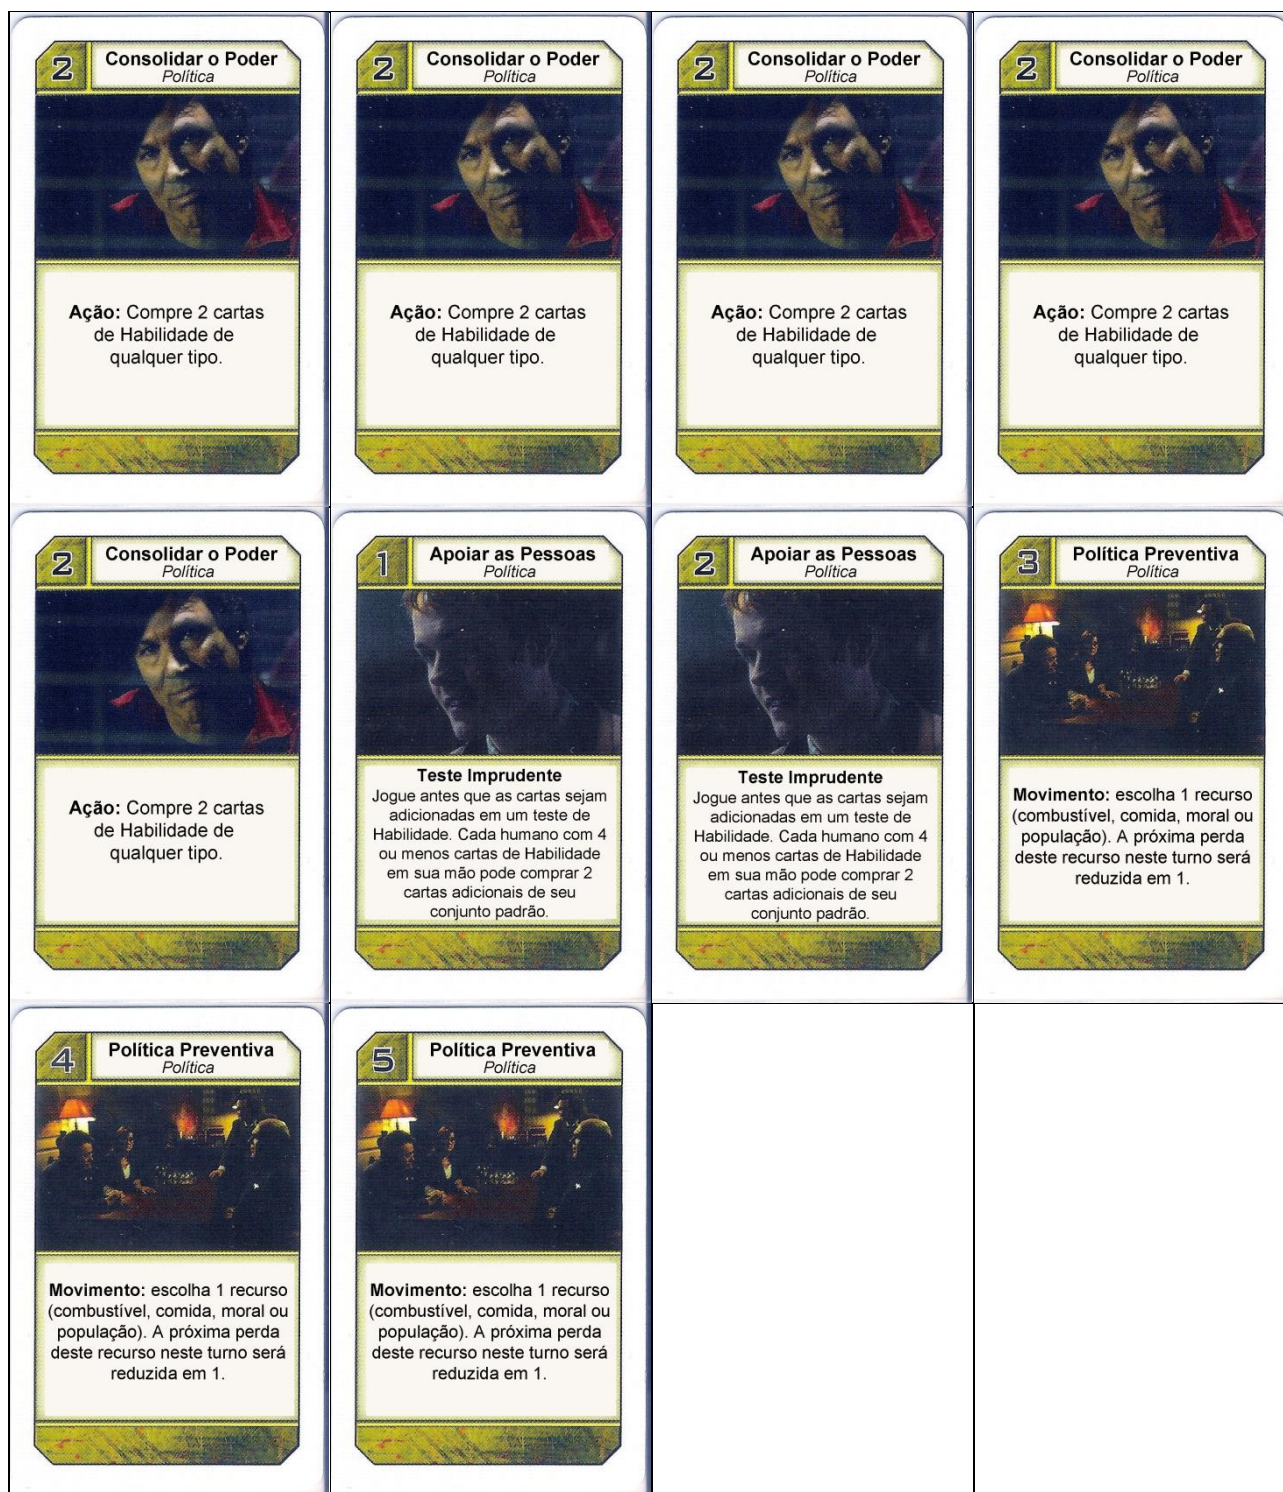 2
Consolidar o Poder
Política
Ação: Compre 2 cartas
de Habilidade de
qualquer tipo.
2
Consolidar o Poder
Política
Ação: Compre 2 cartas
de Habilidade de
qualquer tipo.
2
Consolidar o Poder
Política
Ação: Compre 2 cartas
de Habilidade de
qualquer tipo.
2
Consolidar o Poder
Política
Ação: Compre 2 cartas
de Habilidade de
qualquer tipo.
2
Consolidar o Poder
Política
Ação: Compre 2 cartas
de Habilidade de
qualquer tipo.
1
Apoiar as Pessoas
Política
Teste Imprudente
Jogue antes que as cartas sejam
adicionadas em um teste de
Habilidade. Cada humano com 4
ou menos cartas de Habilidade
em sua mão pode comprar 2
cartas adicionais de seu
conjunto padrão.
2
Apoiar as Pessoas
Política
Teste Imprudente
Jogue antes que as cartas sejam
adicionadas em um teste de
Habilidade. Cada humano com 4
ou menos cartas de Habilidade
em sua mão pode comprar 2
cartas adicionais de seu
conjunto padrão.
3
Política Preventiva
Política
Movimento: escolha 1 recurso
(combustível, comida, moral ou
população). A próxima perda
deste recurso neste turno será
reduzida em 1.
4
Política Preventiva
Política
Movimento: escolha 1 recurso
(combustível, comida, moral ou
população). A próxima perda
deste recurso neste turno será
reduzida em 1.
5
Política Preventiva
Política
Movimento: escolha 1 recurso
(combustível, comida, moral ou
população). A próxima perda
deste recurso neste turno será
reduzida em 1.